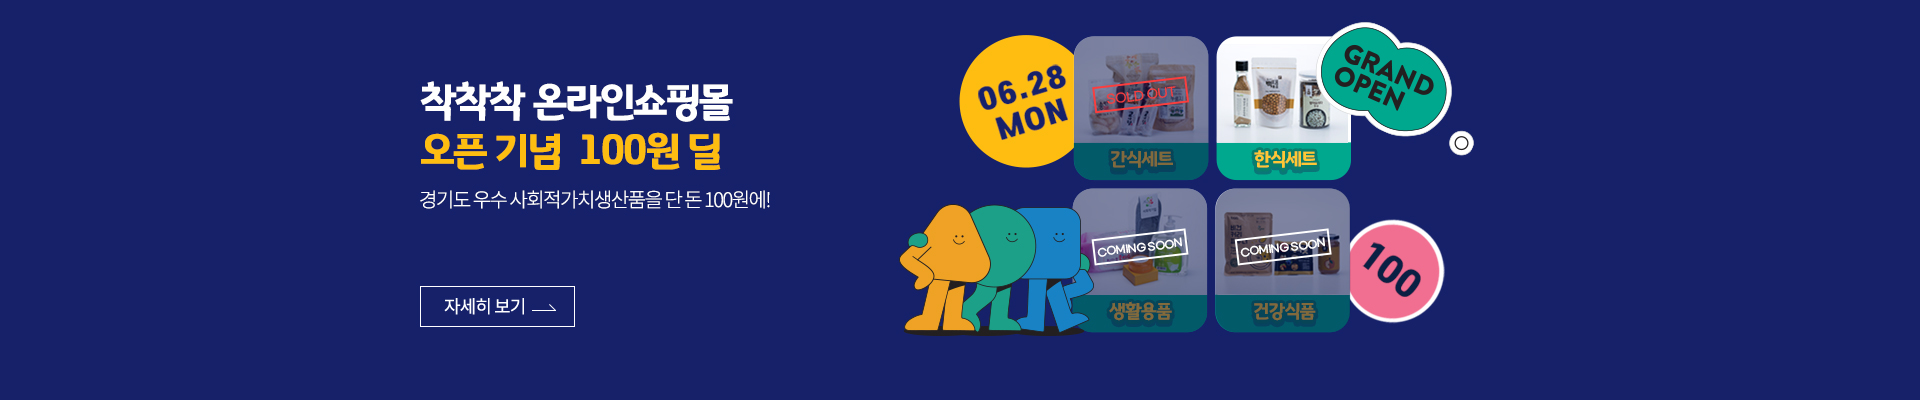 착착착 온라인쇼핑몰
오픈 기념 100원 딜
경기도 우수 사회적가치생산품을 단 돈 100원에!
자세히 보기
06.28
MON
SOLD OUT
간식세트
한식세트
GRAND
OPEN
COMING SOON
생활용품
COMING SOON
건강식품
100